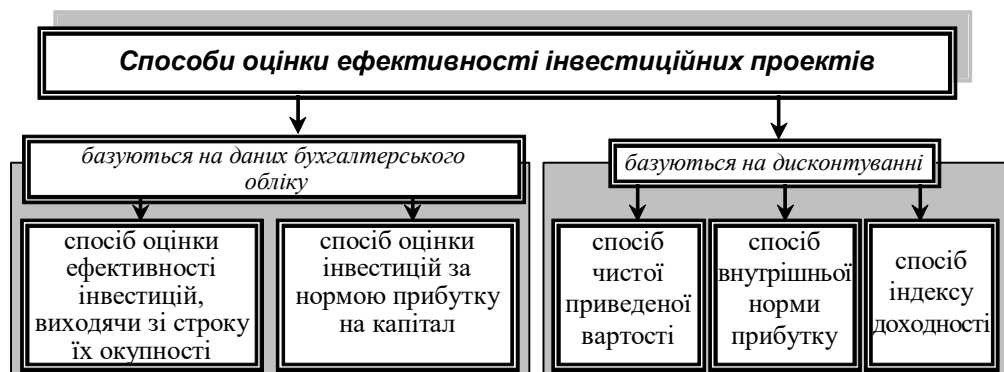 Способи оцінки ефективності інвестиційних проектів
базуються на даних бухгалтерського
обліку
базуються на дисконтуванні
спосіб оцінки
ефективності
інвестицій,
виходячи зі строку
їх окупності
спосіб оцінки
інвестицій за
нормою прибутку
на капітал
спосіб
чистої
приведеної
вартості
спосіб
внутрішньої
норми
прибутку
спосіб
індексу
доходності